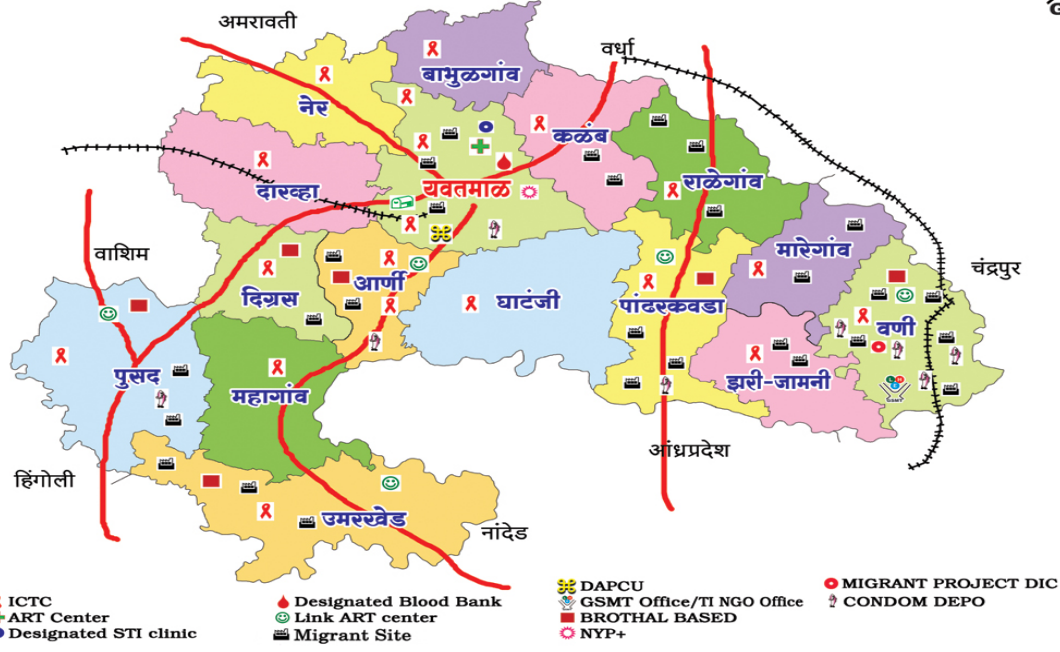 अमरावती
वर्धा
बाभुळगांव
नेर
कळंब
दारव्हा
यवतमाळ
राळेगांव
वाशिम
मारेगांव
चंद्रपुर
दिग्रस
आर्णी
घाटंजी
पांढरकवडा
वणी
पुसद
महागांव
झरी-जामनी
आंध्रप्रदेश
हिंगोली
उमरखेड
नांदेड
ICTC
ART Center
Designated STI clinic
Designated Blood Bank
Link ART center
Migrant Site
DAPCU
GSMT Office/TI NGO Office
BROTHAL BASED
NYP+
MIGRANT PROJECT DIC
CONDOM DEPO